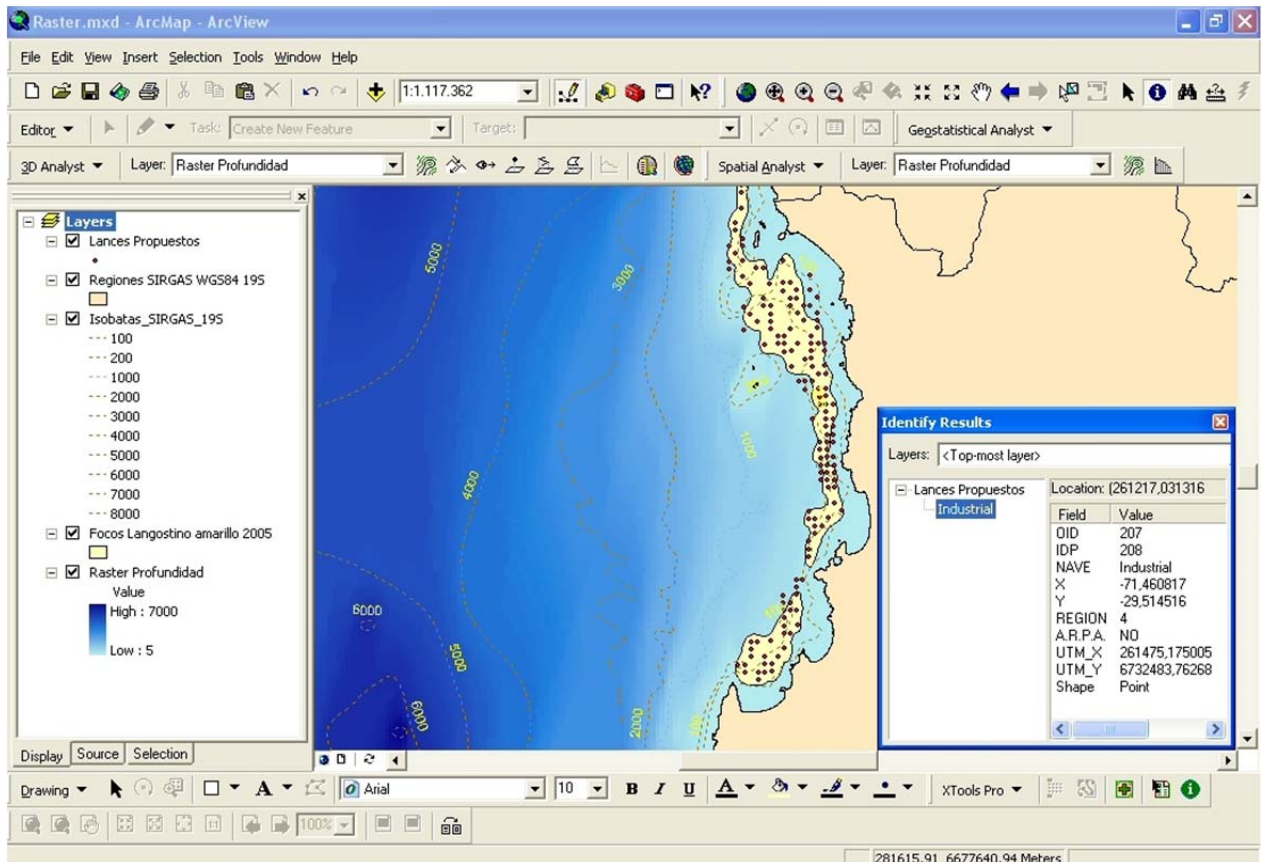 Raster.mxd - ArcMap - ArcView
File Edit View Insert Selection Tools Window Help
1:1.117.362
Editor Task: Create New Feature Target: Geostatistical Analyst
3D Analyst Layer: Raster Profundidad Spatial Analyst Layer: Raster Profundidad
Layers
Lances Propuestos
Regiones SIRGAS WGS84 19S
Isobatas_SIRGAS_19S
100
200
1000
2000
3000
4000
5000
6000
7000
8000
Focos Langostino amarillo 2005
Raster Profundidad
Value
High : 7000
Low : 5
Display Source Selection
5000
3000
4000
1000
6000
5000
6000
2000
Identify Results
Layers: <Top-most layer>
Lances Propuestos
Industrial
Location: (261217,031316
Field Value
OID 207
IDP 208
NAVE Industrial
X -71,460817
Y -29,514516
REGION 4
A.R.P.A. NO
UTM_X 261475,175005
UTM_Y 6732483,76268
Shape Point
Drawing A Arial 10 B I U A XTools Pro
100%
281615,91 6677640,94 Meters